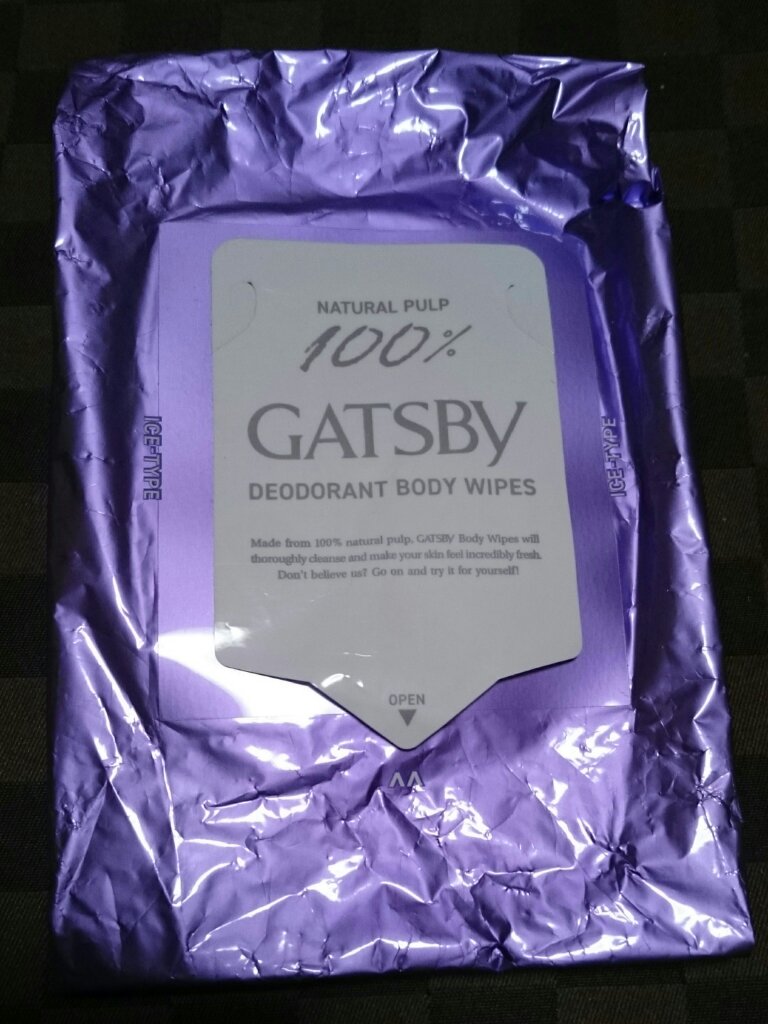 NATURAL PULP
100%
GATSBY
DEODORANT BODY WIPES
Made from 100% natural pulp, GATSBY Body Wipes will
thoroughly cleanse and make your skin feel incredibly fresh.
Don't believe us? Go on and try it for yourself!
ICE-TYPE
ICE-TYPE
OPEN